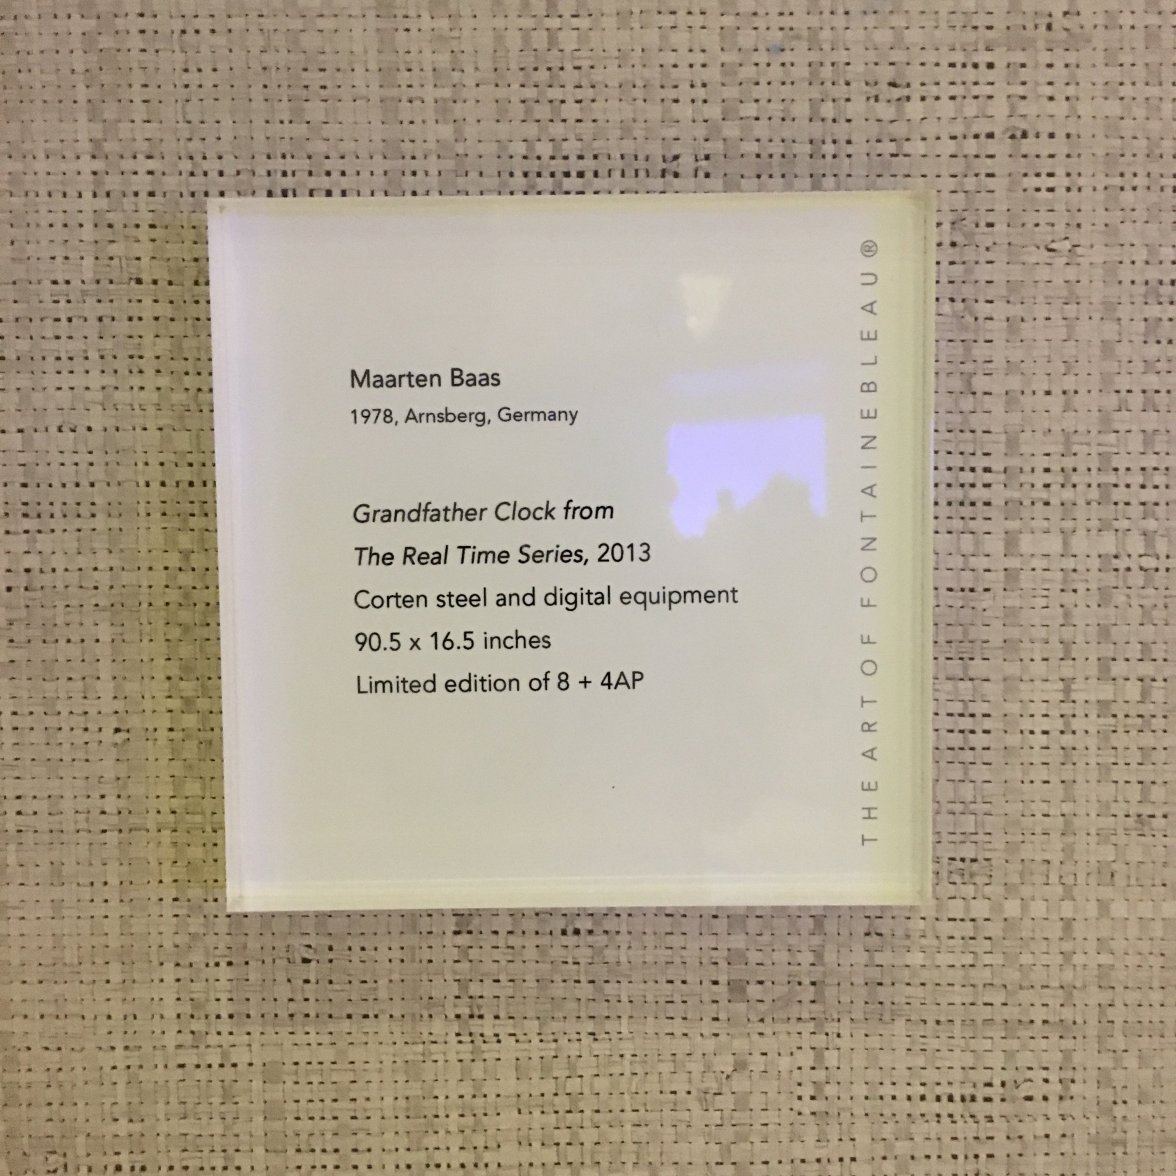 Maarten Baas
1978, Arnsberg, Germany
Grandfather Clock from
The Real Time Series, 2013
Corten steel and digital equipment
90.5 x 16.5 inches
Limited edition of 8 + 4AP
THE ART OF FONTAINEBLEAU®